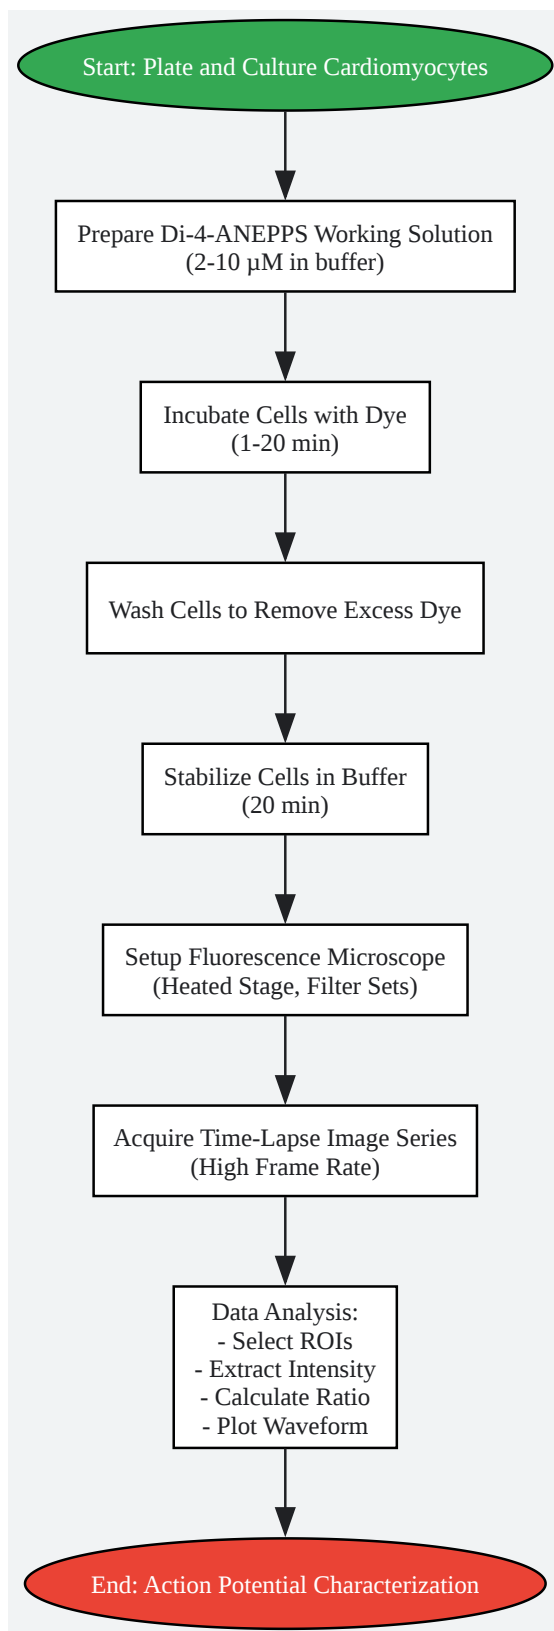 Start: Plate and Culture Cardiomyocytes
Prepare Di-4-ANEPPS Working Solution
(2-10 µM in buffer)
Incubate Cells with Dye
(1-20 min)
Wash Cells to Remove Excess Dye
Stabilize Cells in Buffer
(20 min)
Setup Fluorescence Microscope
(Heated Stage, Filter Sets)
Acquire Time-Lapse Image Series
(High Frame Rate)
Data Analysis:
- Select ROIs
- Extract Intensity
- Calculate Ratio
- Plot Waveform
End: Action Potential Characterization